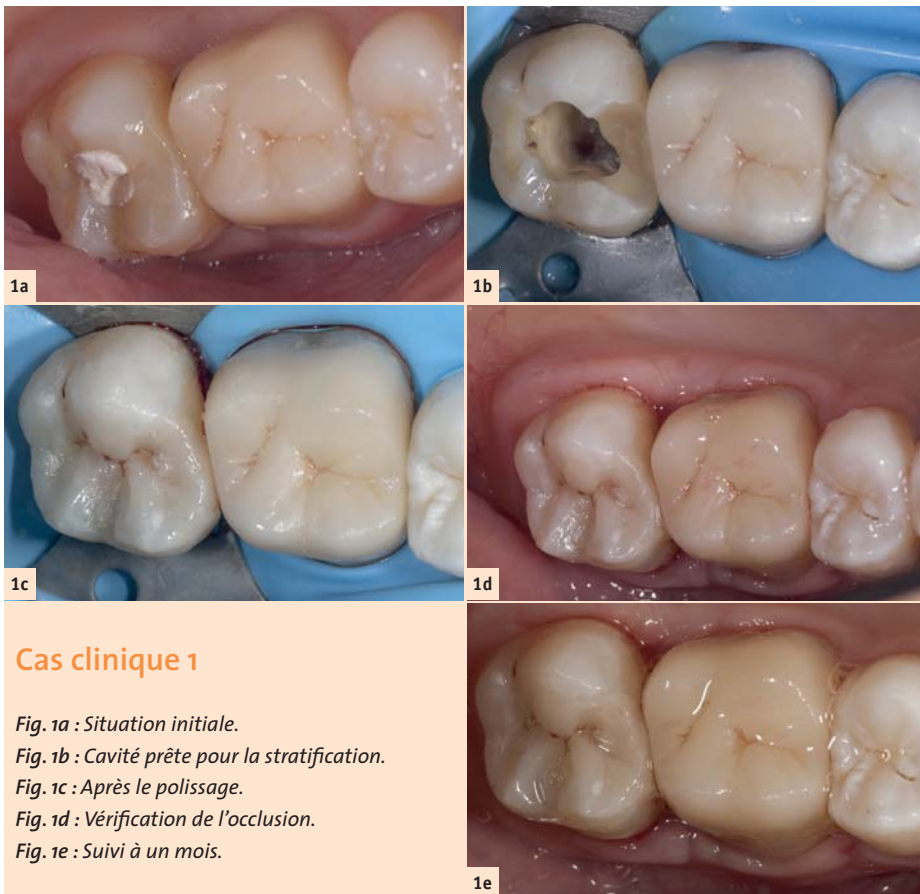 1a
1b
1c
1d
Cas clinique 1
Fig. 1a : Situation initiale.
Fig. 1b : Cavité prête pour la stratification.
Fig. 1c : Après le polissage.
Fig. 1d : Vérification de l'occlusion.
Fig. 1e : Suivi à un mois.
1e